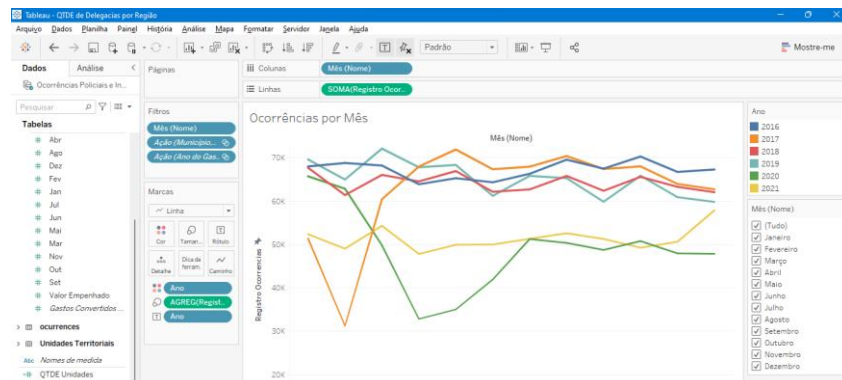 Tableau - QTDE de Delegacias por Região
Arquivo Dados Planilha Painel História Análise Mapa Formatar Servidor Janela Ajuda
Padrão
Mostre-me
Dados Análise
Ocorrências Policiais e In...
Pesquisar
Tabelas
Abr
Ago
Dez
Fev
Jan
Jul
Jun
Mai
Mar
Nov
Out
Set
Valor Empenhado
Gastos Convertidos ...
ocurrences
Unidades Territoriais
Abc Nomes de medida
QTDE Unidades
Páginas
Filtros
Mês (Nome)
Ação (Município...
Ação (Ano do Gas..
Marcas
Linha
Cor
Taman...
Rótulo
Detalhe
Dica de
ferram.
Caminho
Ano
AGREG(Regist..
Ano
Colunas
Mês (Nome)
Linhas
SOMA(Registro Ocor...
Ocorrências por Mês
Mês (Nome)
Registro Ocorrencias
70K
60K
50K
40K
30K
20K
Ano
2016
2017
2018
2019
2020
2021
Mês (Nome)
(Tudo)
Janeiro
Fevereiro
Março
Abril
Maio
Junho
Julho
Agosto
Setembro
Outubro
Novembro
Dezembro